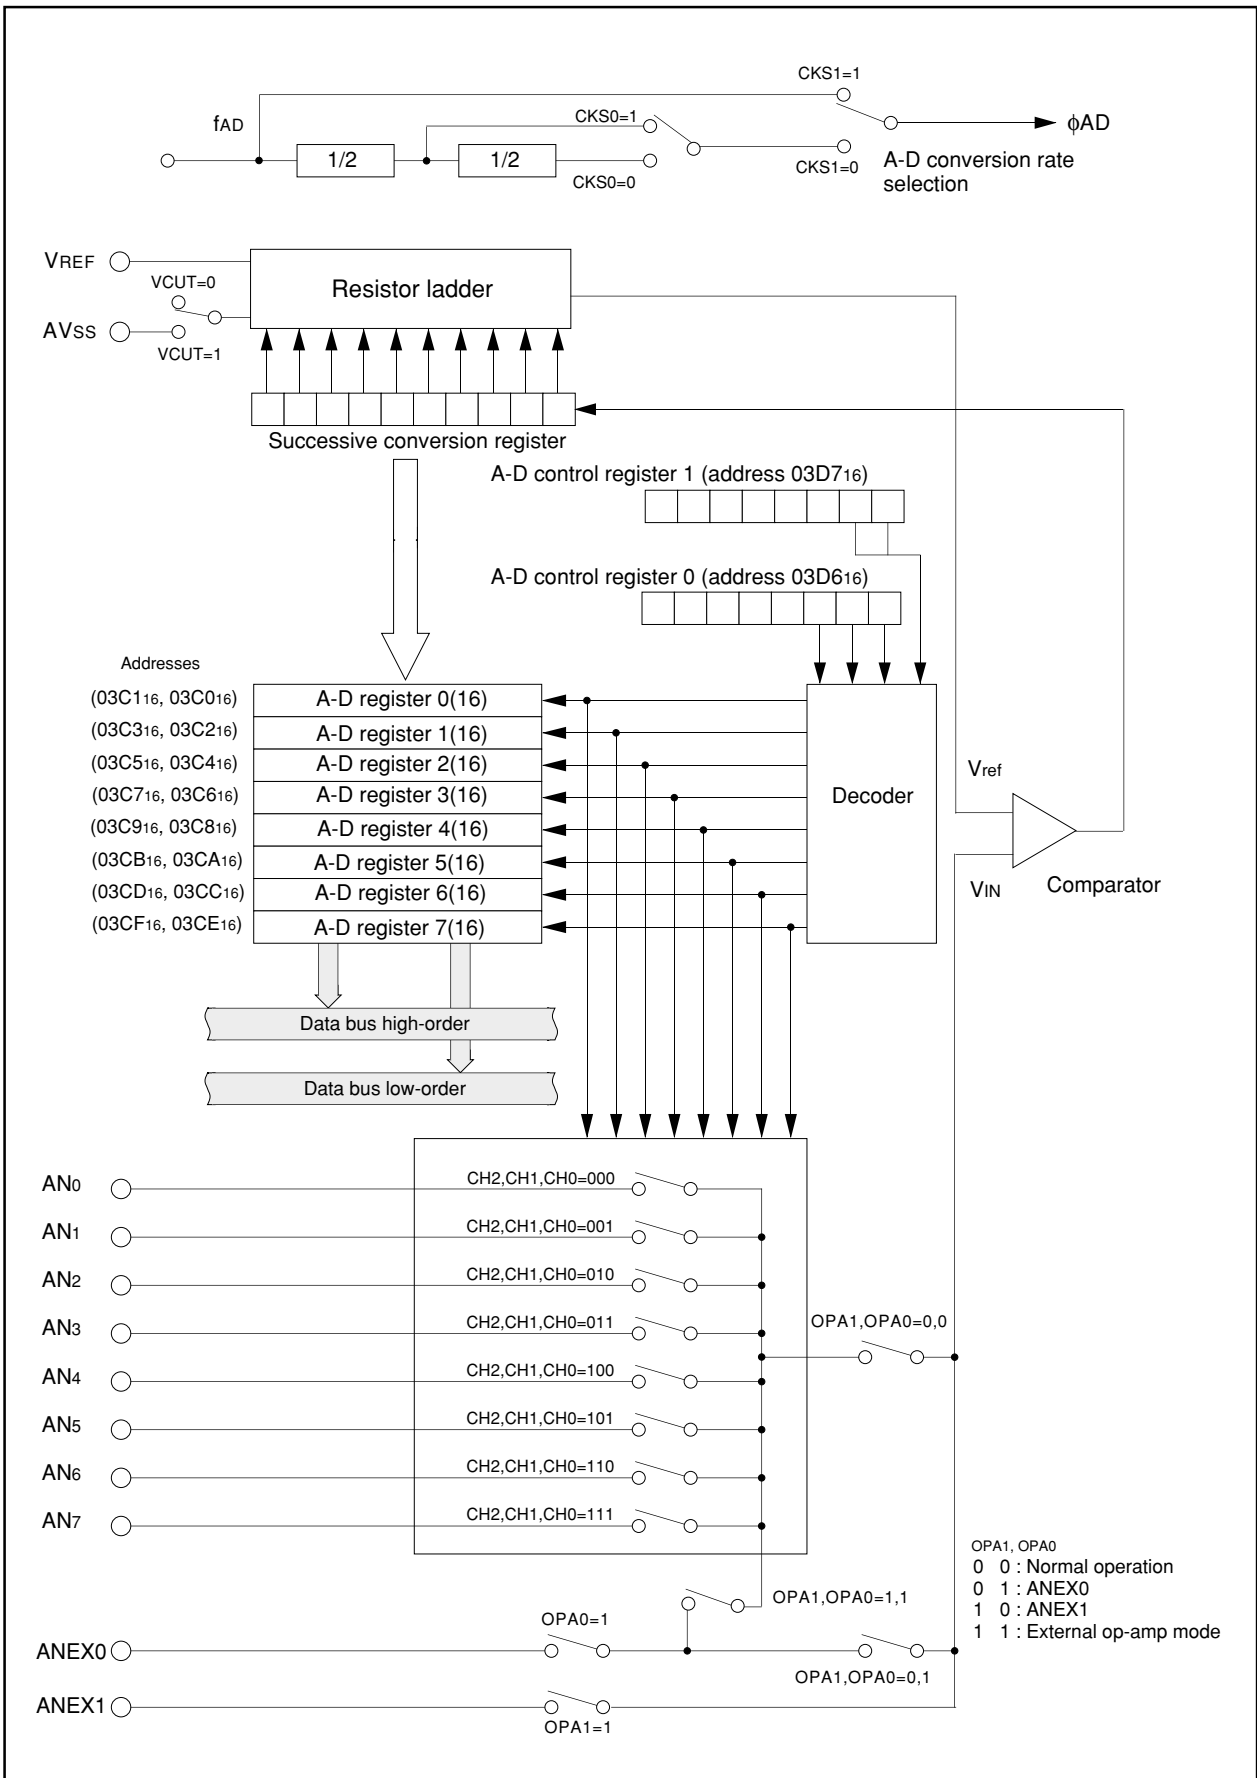 CKS1=1
fAD
CKS0=1
φAD
1/2
1/2
CKS0=0
CKS1=0
A-D conversion rate
selection
VREF
VCUT=0
Resistor ladder
AVSS
VCUT=1
Successive conversion register
A-D control register 1 (address 03D716)
A-D control register 0 (address 03D616)
Addresses
(03C116, 03C016)
A-D register 0(16)
(03C316, 03C216)
A-D register 1(16)
(03C516, 03C416)
A-D register 2(16)
(03C716, 03C616)
A-D register 3(16)
(03C916, 03C816)
A-D register 4(16)
(03CB16, 03CA16)
A-D register 5(16)
(03CD16, 03CC16)
A-D register 6(16)
(03CF16, 03CE16)
A-D register 7(16)
Decoder
Vref
VIN
Comparator
Data bus high-order
Data bus low-order
AN0
CH2,CH1,CH0=000
AN1
CH2,CH1,CH0=001
AN2
CH2,CH1,CH0=010
AN3
CH2,CH1,CH0=011
OPA1,OPA0=0,0
AN4
CH2,CH1,CH0=100
AN5
CH2,CH1,CH0=101
AN6
CH2,CH1,CH0=110
AN7
CH2,CH1,CH0=111
OPA1, OPA0
0 0 : Normal operation
0 1 : ANEX0
1 0 : ANEX1
1 1 : External op-amp mode
OPA1,OPA0=1,1
OPA0=1
ANEX0
OPA1,OPA0=0,1
ANEX1
OPA1=1